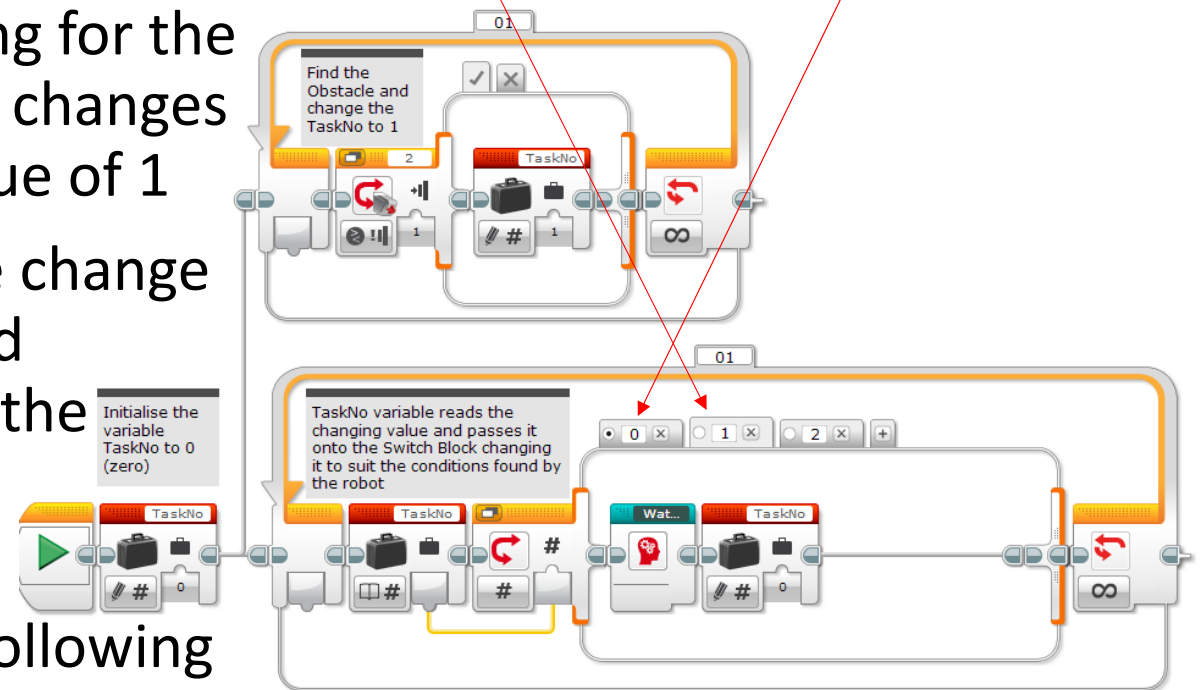 ng for the
changes
ue of 1
e change
d
the
ollowing
01
Find the
Obstacle and
change the
TaskNo to 1
2
TaskNo
#
1
1
∞
01
Initialise the
variable
TaskNo to 0
(zero)
TaskNo variable reads the
changing value and passes it
onto the Switch Block changing
it to suit the conditions found by
the robot
0 1 2 +
TaskNo
# 0
TaskNo
#
#
#
Wat...
TaskNo
# 0
∞